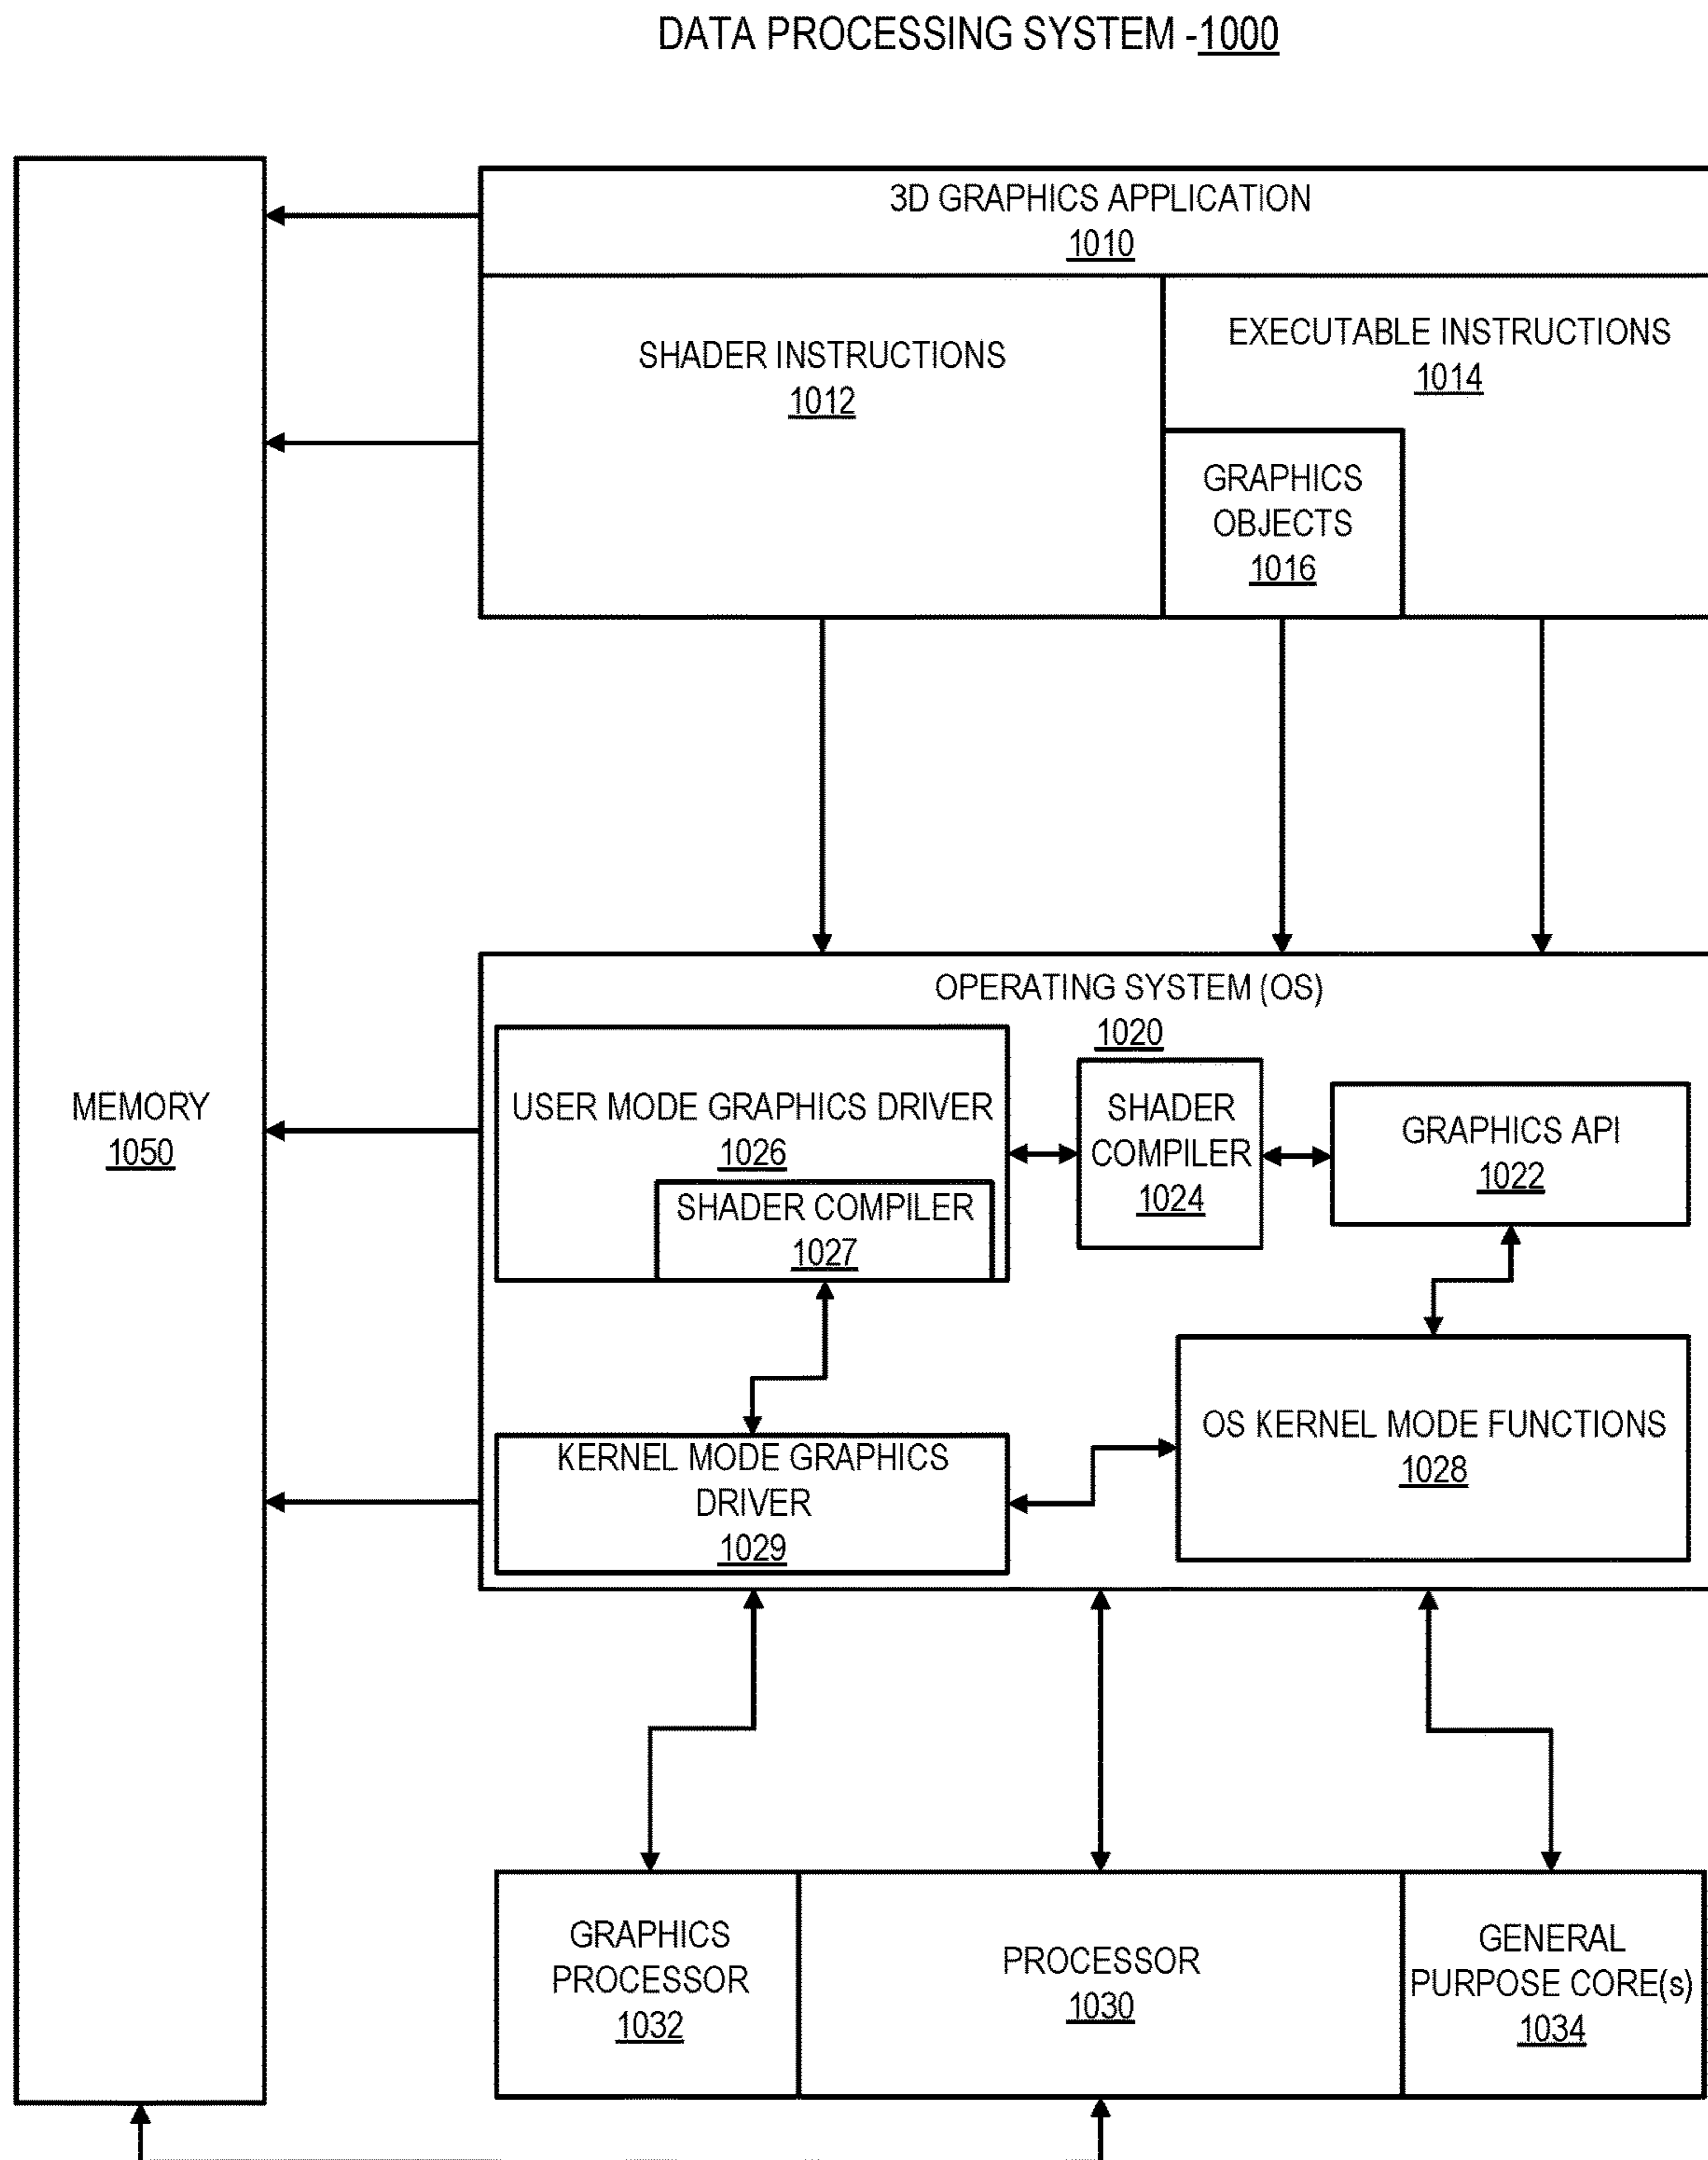 DATA PROCESSING SYSTEM -1000
3D GRAPHICS APPLICATION
1010
SHADER INSTRUCTIONS
1012
EXECUTABLE INSTRUCTIONS
1014
GRAPHICS
OBJECTS
1016
OPERATING SYSTEM (OS)
1020
MEMORY
1050
USER MODE GRAPHICS DRIVER
1026
SHADER COMPILER
1027
SHADER
COMPILER
1024
GRAPHICS API
1022
KERNEL MODE GRAPHICS
DRIVER
1029
OS KERNEL MODE FUNCTIONS
1028
GRAPHICS
PROCESSOR
1032
PROCESSOR
1030
GENERAL
PURPOSE CORE(s)
1034